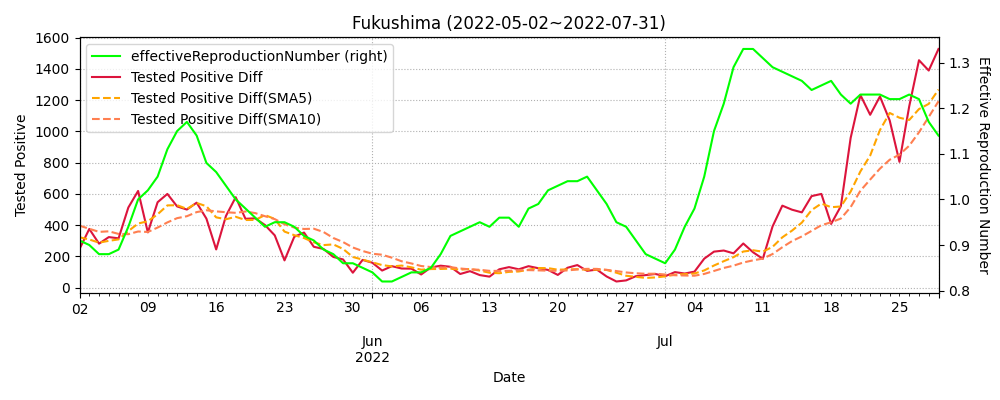 Fukushima (2022-05-02~2022-07-31)
effectiveReproductionNumber (right)
Tested Positive Diff
Tested Positive Diff(SMA5)
Tested Positive Diff(SMA10)
Tested Positive
1600
1400
1200
1000
800
600
400
200
0
Effective Reproduction Number
1.3
1.2
1.1
1.0
0.9
0.8
02 09 16 23 30 06 13 20 27 04 11 18 25
Jun Jul
2022
Date